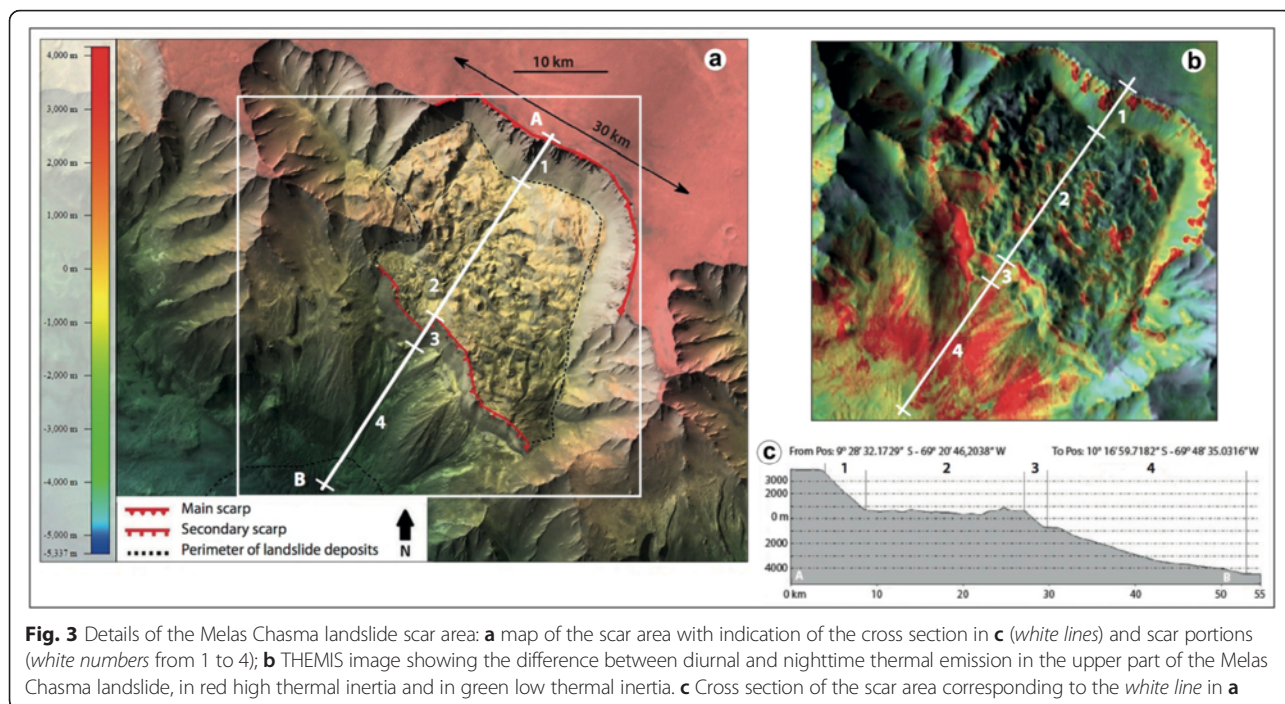 4,000 m
3,000 m
2,000 m
1,000 m
0 m
-1,000 m
-2,000 m
-3,000 m
-4,000 m
-5,000 m
-5,337 m
a
10 km
30 km
A
1
2
3
4
B
Main scarp
Secondary scarp
Perimeter of landslide deposits
N
b
1
2
3
4
c
From Pos: 9° 28' 32.1729" S - 69° 20' 46,2038" W To Pos: 10° 16' 59.7182" S - 69° 48' 35.0316" W
1 2 3 4
3000
2000
0 m
2000
4000
A B
0 km 10 20 30 40 50 55
Fig. 3 Details of the Melas Chasma landslide scar area: a map of the scar area with indication of the cross section in c (white lines) and scar portions
(white numbers from 1 to 4); b THEMIS image showing the difference between diurnal and nighttime thermal emission in the upper part of the Melas
Chasma landslide, in red high thermal inertia and in green low thermal inertia. c Cross section of the scar area corresponding to the white line in a